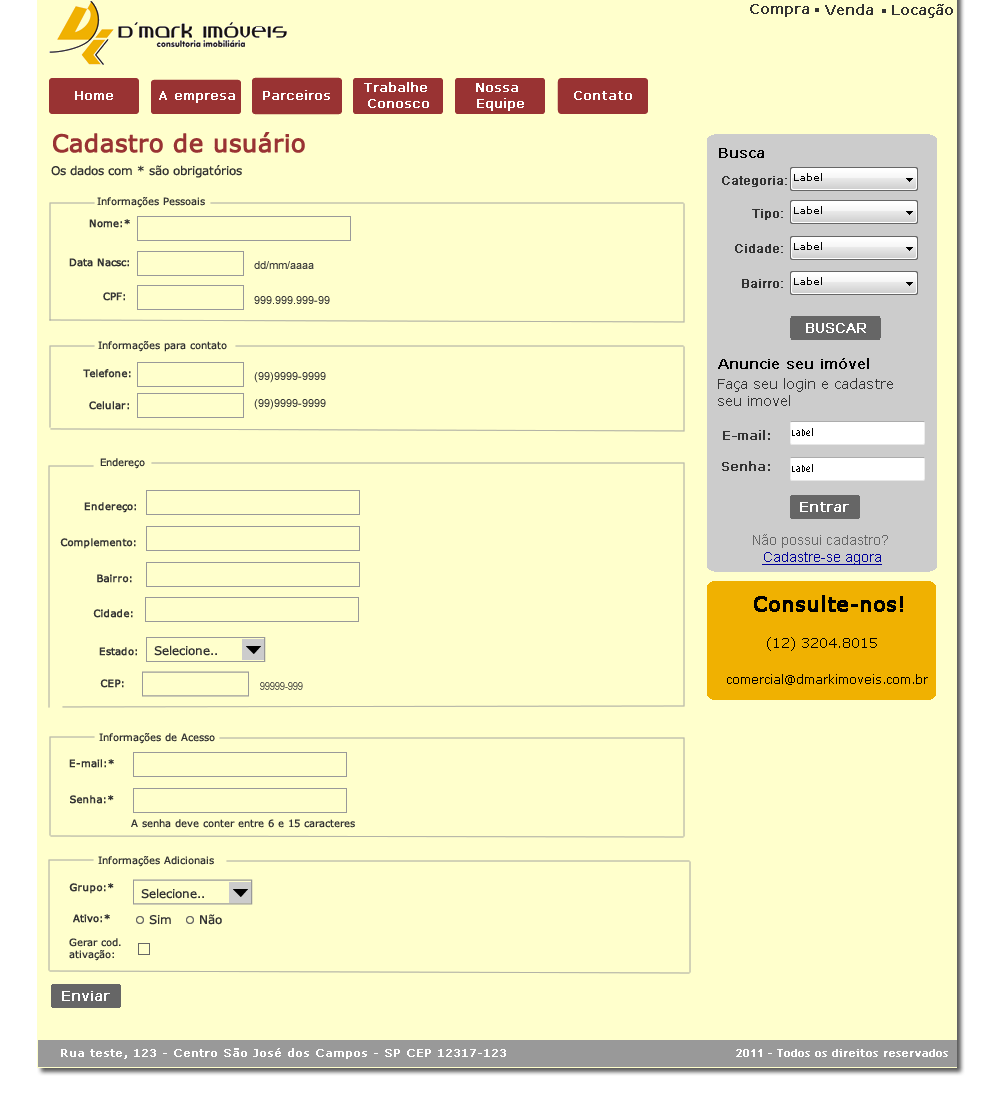 Compra ▪ Venda ▪ Locação
D'mark imóveis
consultoria imobiliária
Home
A empresa
Parceiros
Trabalhe
Conosco
Nossa
Equipe
Contato
Cadastro de usuário
Os dados com * são obrigatórios
Informações Pessoais
Nome:*
Data Nacsc: dd/mm/aaaa
CPF: 999.999.999-99
Informações para contato
Telefone: (99)9999-9999
Celular: (99)9999-9999
Endereço
Endereço:
Complemento:
Bairro:
Cidade:
Estado: Selecione..
CEP: 99999-999
Informações de Acesso
E-mail:*
Senha:*
A senha deve conter entre 6 e 15 caracteres
Informações Adicionais
Grupo:* Selecione..
Ativo:* Sim Não
Gerar cod.
ativação:
Enviar
Busca
Categoria: Label
Tipo: Label
Cidade: Label
Bairro: Label
BUSCAR
Anuncie seu imóvel
Faça seu login e cadastre
seu imovel
E-mail: Label
Senha: Label
Entrar
Não possui cadastro?
Cadastre-se agora
Consulte-nos!
(12) 3204.8015
comercial@dmarkimoveis.com.br
Rua teste, 123 - Centro São José dos Campos - SP CEP 12317-123
2011 - Todos os direitos reservados